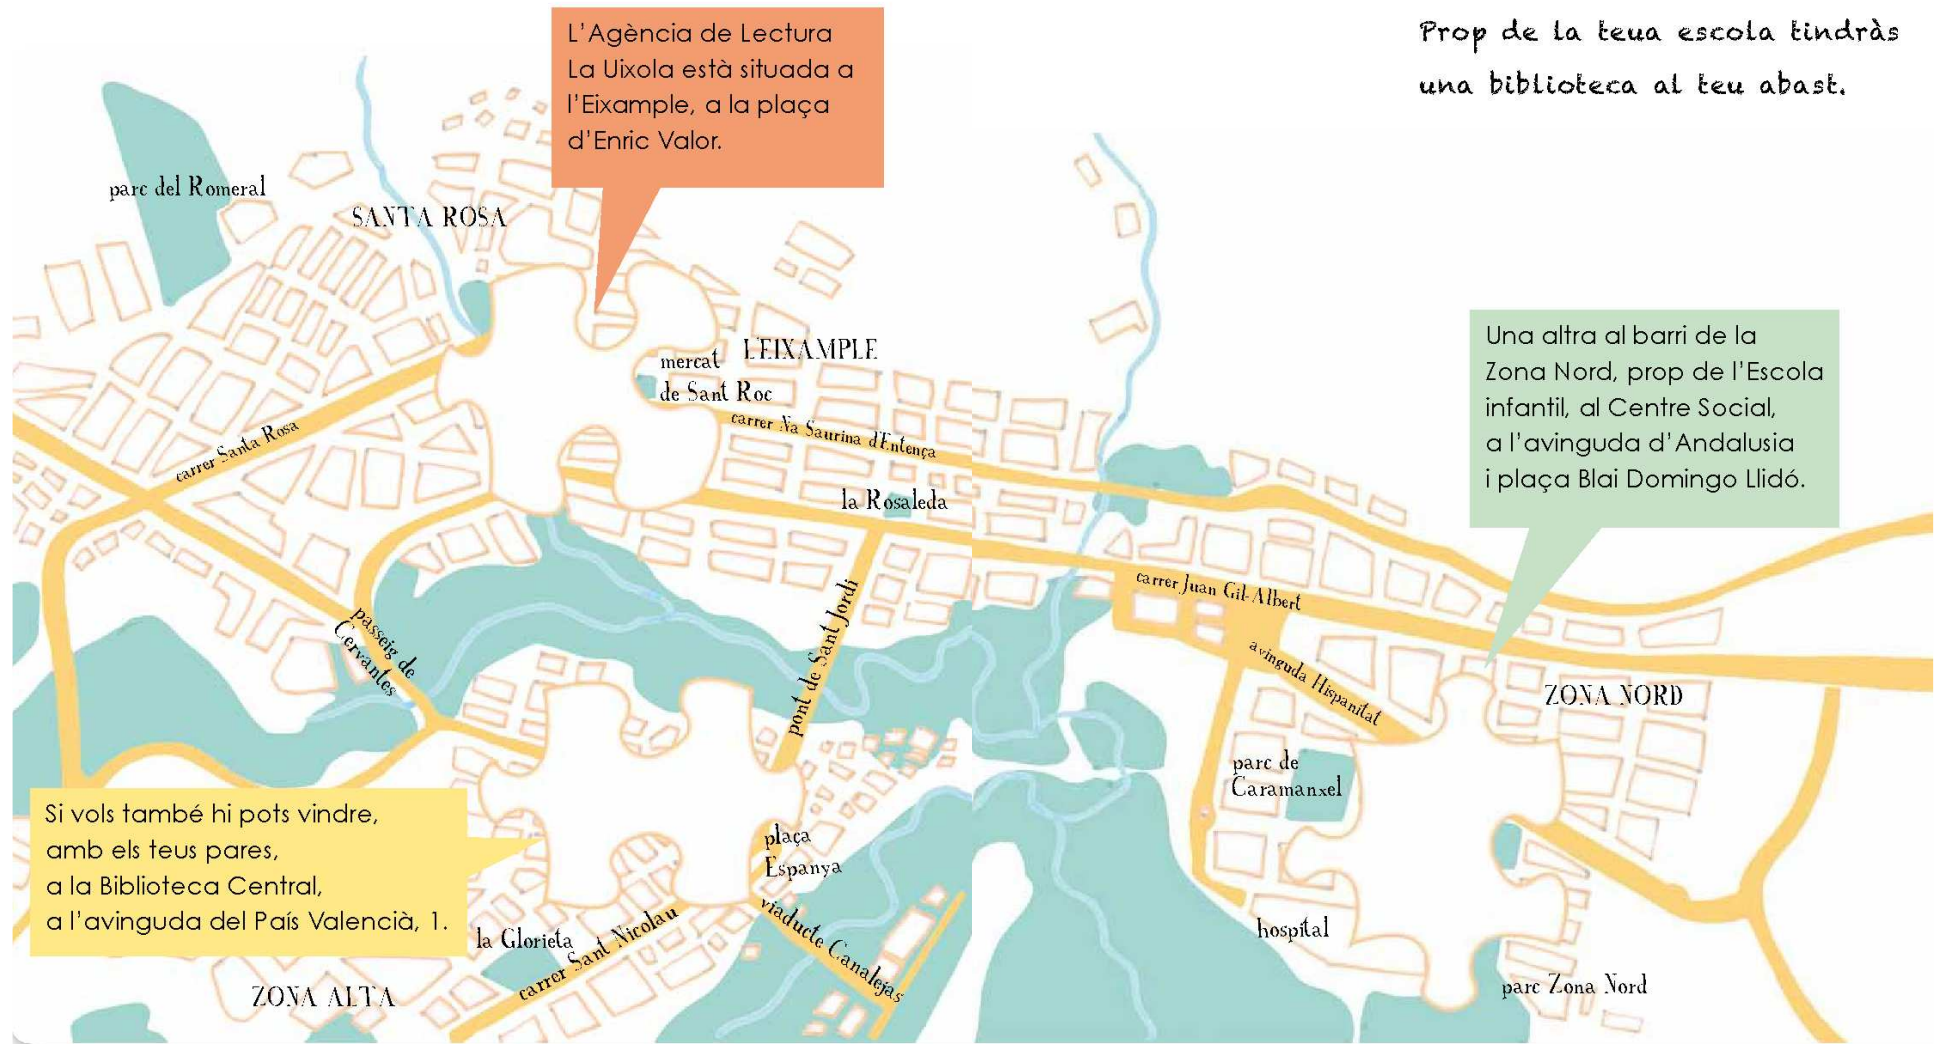 L'Agència de Lectura
La Uixola està situada a
l'Eixample, a la plaça
d'Enric Valor.
Prop de la teua escola tindràs
una biblioteca al teu abast.
parc del Romeral
SANTA ROSA
L'EIXAMPLE
mercat
de Sant Roc
carrer Na Saurina d'Entença
carrer Santa Rosa
la Rosaleda
Una altra al barri de la
Zona Nord, prop de l'Escola
infantil, al Centre Social,
a l'avinguda d'Andalusia
i plaça Blai Domingo Llidó.
carrer Juan Gil-Albert
passeig de
Cervantes
pont de Sant Jordi
avinguda Hispanitat
ZONA NORD
parc de
Caramanxel
Si vols també hi pots vindre,
amb els teus pares,
a la Biblioteca Central,
a l'avinguda del País Valencià, 1.
plaça
Espanya
la Glorieta
carrer Sant Nicolau
viaducte Canalejas
hospital
ZONA ALTA
parc Zona Nord